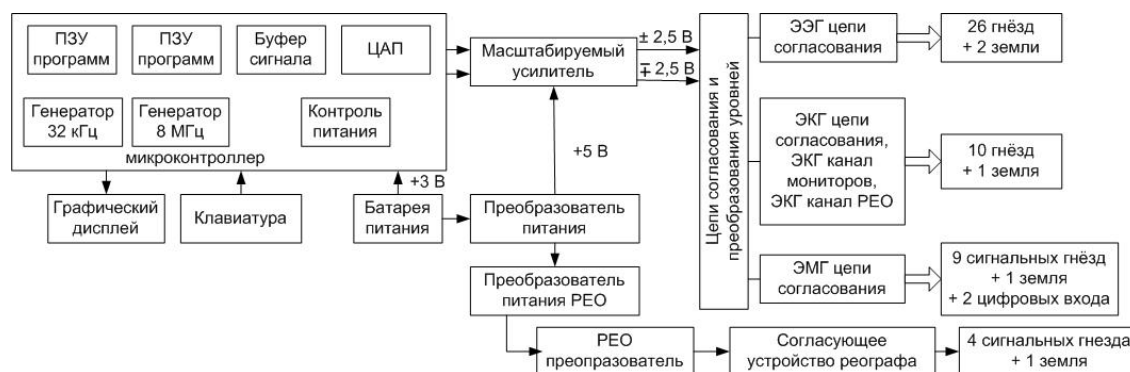 ПЗУ
программ
ПЗУ
программ
Буфер
сигнала
ЦАП
Генератор
32 кГц
Генератор
8 МГц
Контроль
питания
микроконтроллер
Графический
дисплей
Клавиатура
+3 В
Батарея
питания
Масштабируемый
усилитель
± 2,5 В
∓ 2,5 В
+5 В
Преобразователь
питания
Преобразователь
питания РЕО
РЕО
преопразователь
Согласующее
устройство реографа
4 сигнальных гнезда
+ 1 земля
Цепи согласования и
преобразования уровней
ЭЭГ цепи
согласования
26 гнёзд
+ 2 земли
ЭКГ цепи
согласования,
ЭКГ канал
мониторов,
ЭКГ канал РЕО
10 гнёзд
+ 1 земля
ЭМГ цепи
согласования
9 сигнальных гнёзд
+ 1 земля
+ 2 цифровых входа